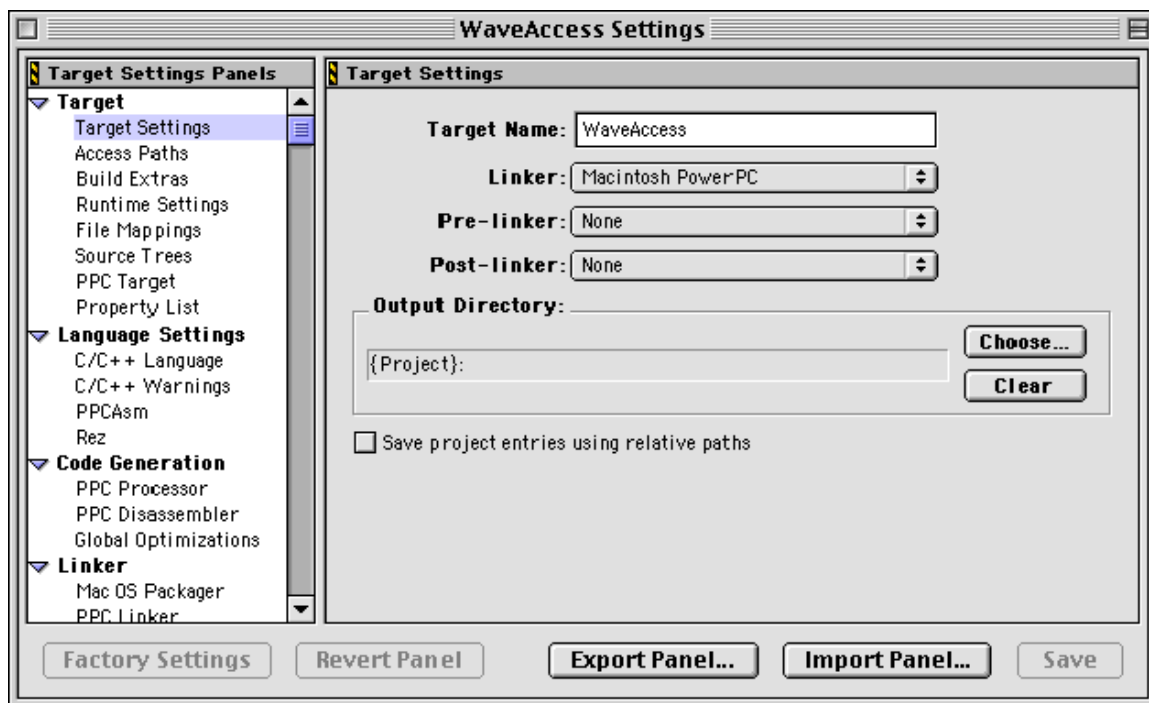 WaveAccess Settings
Target Settings Panels
Target
Target Settings
Access Paths
Build Extras
Runtime Settings
File Mappings
Source Trees
PPC Target
Property List
Language Settings
C/C++ Language
C/C++ Warnings
PPCAsm
Rez
Code Generation
PPC Processor
PPC Disassembler
Global Optimizations
Linker
Mac OS Packager
PPC Linker
Target Settings
Target Name: WaveAccess
Linker: Macintosh PowerPC
Pre-linker: None
Post-linker: None
Output Directory:
{Project}:
Choose...
Clear
Save project entries using relative paths
Factory Settings
Revert Panel
Export Panel...
Import Panel...
Save